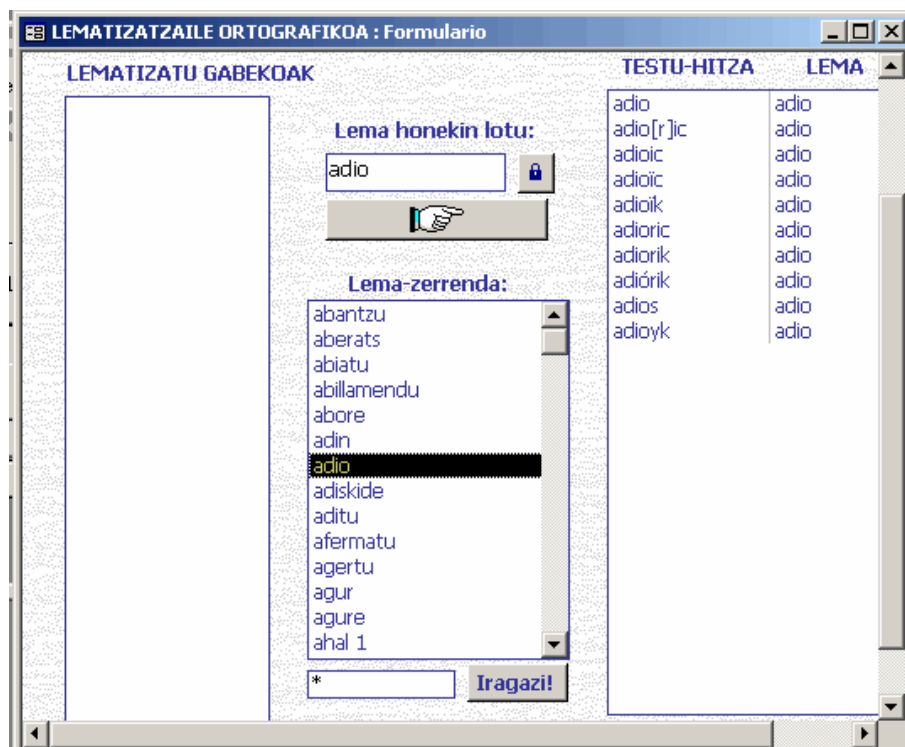 LEMATIZATZAILE ORTOGRAFIKOA : Formulario
LEMATIZATU GABEKOAK
Lema honekin lotu:
adio
Lema-zerrenda:
abantzu
aberats
abiatu
abillamendu
abore
adin
adio
adiskide
aditu
afermatu
agertu
agur
agure
ahal 1
*
Iragazi!
TESTU-HITZA LEMA
adio adio
adio[r]ic adio
adioic adio
adioïc adio
adioïk adio
adioric adio
adiorik adio
adiórik adio
adios adio
adioyk adio